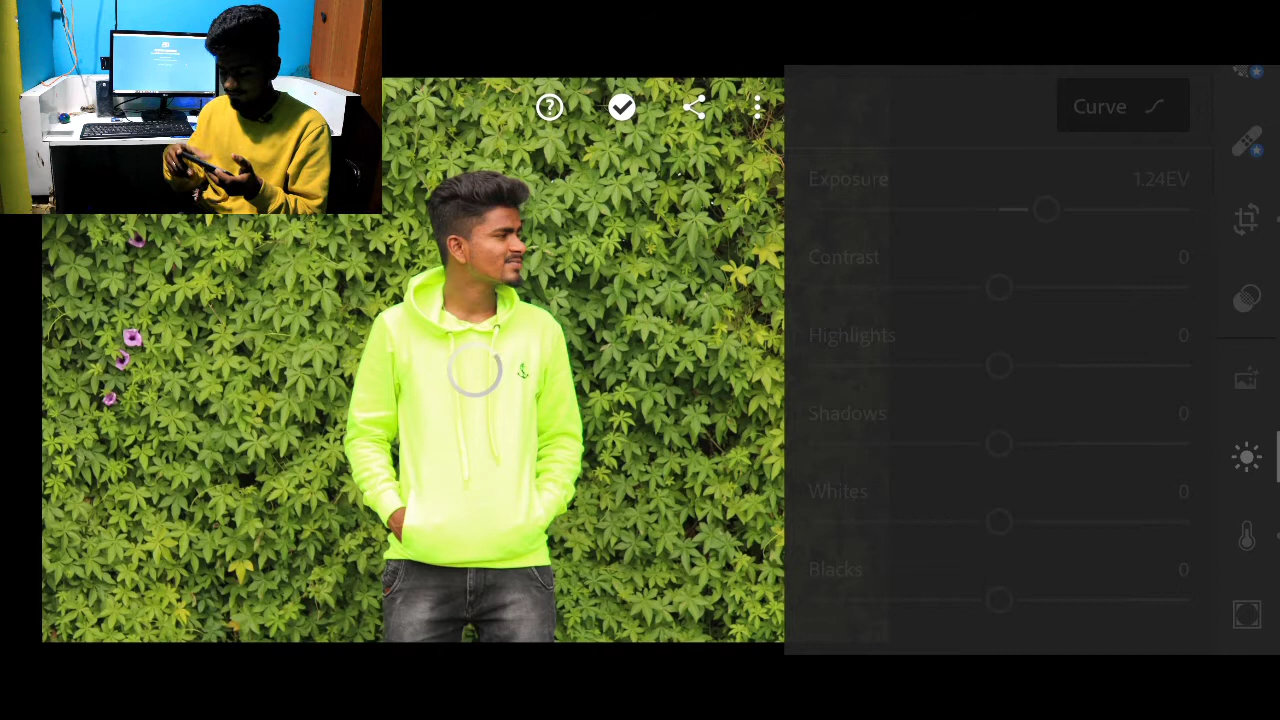 Curve
Exposure 1.24EV
Contrast 0
Highlights 0
Shadows 0
Whites 0
Blacks 0